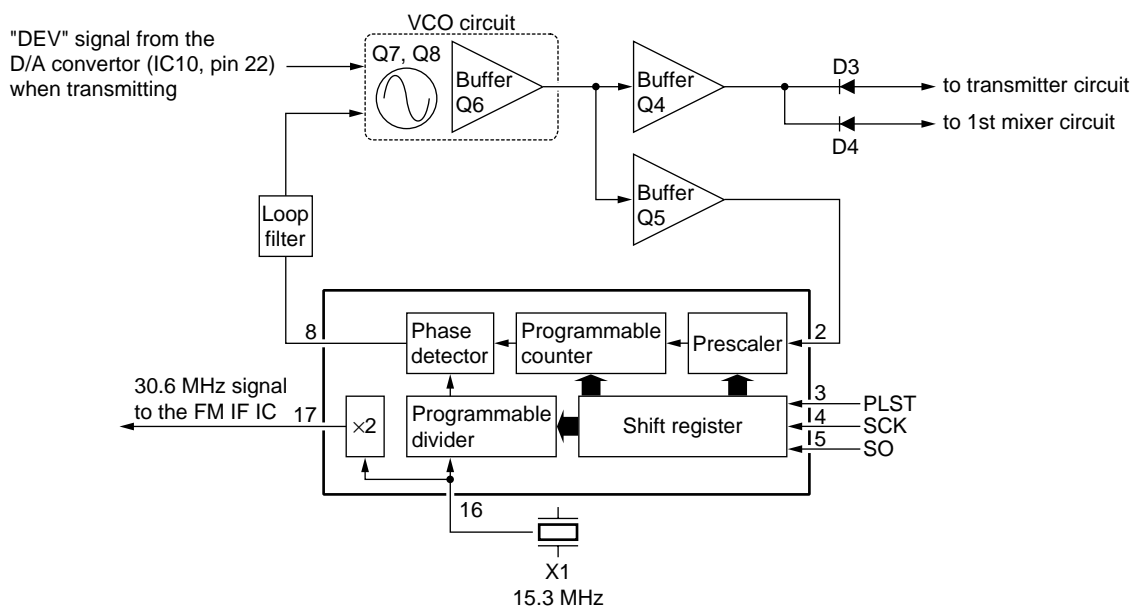 VCO circuit
"DEV" signal from the
D/A convertor (IC10, pin 22)
when transmitting
Q7, Q8
Buffer
Q6
Buffer
Q4
D3
to transmitter circuit
to 1st mixer circuit
D4
Buffer
Q5
Loop
filter
8
Phase
detector
Programmable
counter
Prescaler
2
30.6 MHz signal
to the FM IF IC
17
×2
Programmable
divider
Shift register
3
PLST
4
SCK
5
SO
16
X1
15.3 MHz